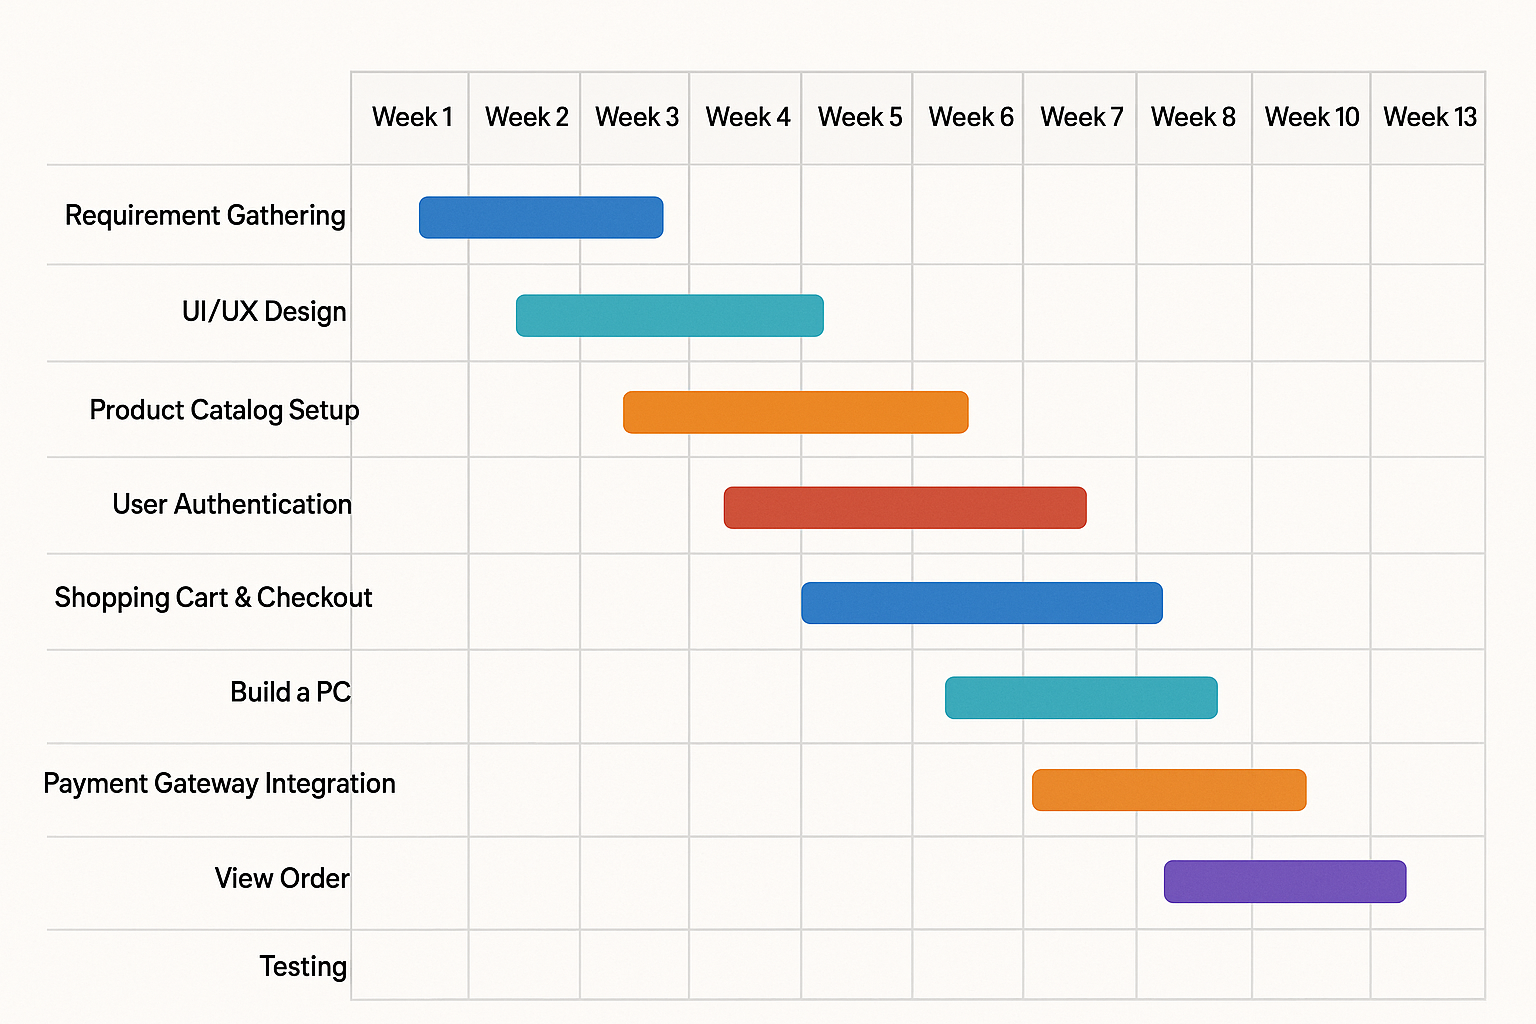 Week 1 Week 2 Week 3 Week 4 Week 5 Week 6 Week 7 Week 8 Week 10 Week 13
Requirement Gathering
UI/UX Design
Product Catalog Setup
User Authentication
Shopping Cart & Checkout
Build a PC
Payment Gateway Integration
View Order
Testing